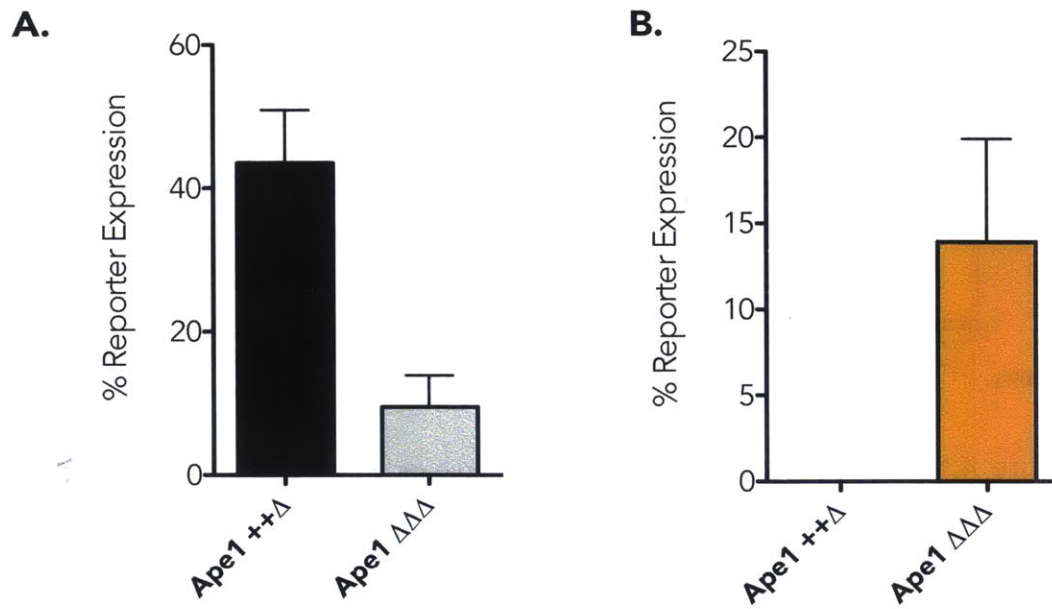 A.
% Reporter Expression
60
40
20
0
Ape1 ++Δ
Ape1 ΔΔΔ
B.
% Reporter Expression
25
20
15
10
5
0
Ape1 ++Δ
Ape1 ΔΔΔ